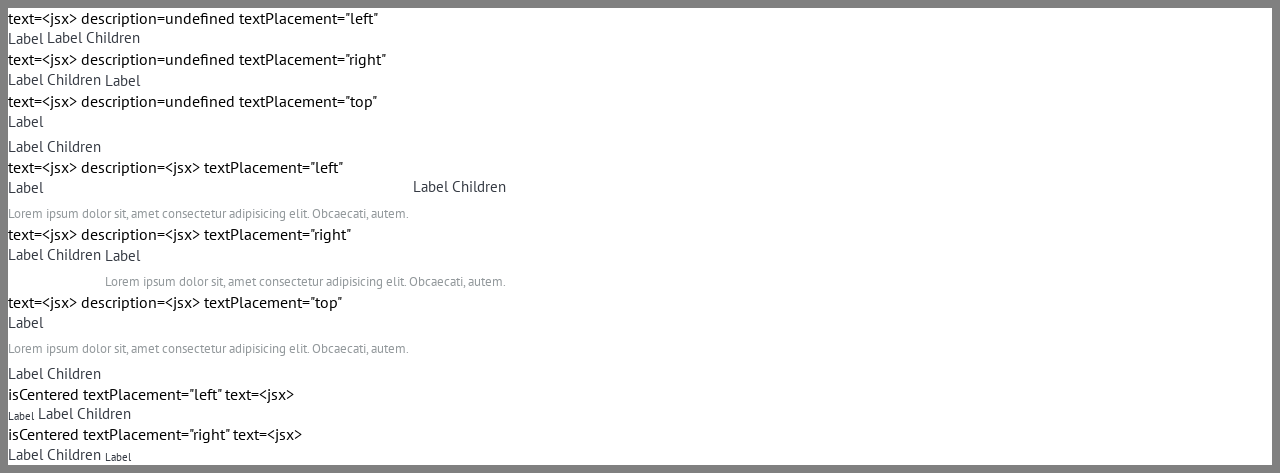 text=<jsx> description=undefined textPlacement="left"
Label Label Children
text=<jsx> description=undefined textPlacement="right"
Label Children Label
text=<jsx> description=undefined textPlacement="top"
Label
Label Children
text=<jsx> description=<jsx> textPlacement="left"
Label Label Children
Lorem ipsum dolor sit, amet consectetur adipisicing elit. Obcaecati, autem.
text=<jsx> description=<jsx> textPlacement="right"
Label Children Label
Lorem ipsum dolor sit, amet consectetur adipisicing elit. Obcaecati, autem.
text=<jsx> description=<jsx> textPlacement="top"
Label
Lorem ipsum dolor sit, amet consectetur adipisicing elit. Obcaecati, autem.
Label Children
isCentered textPlacement="left" text=<jsx>
Label Label Children
isCentered textPlacement="right" text=<jsx>
Label Children Label